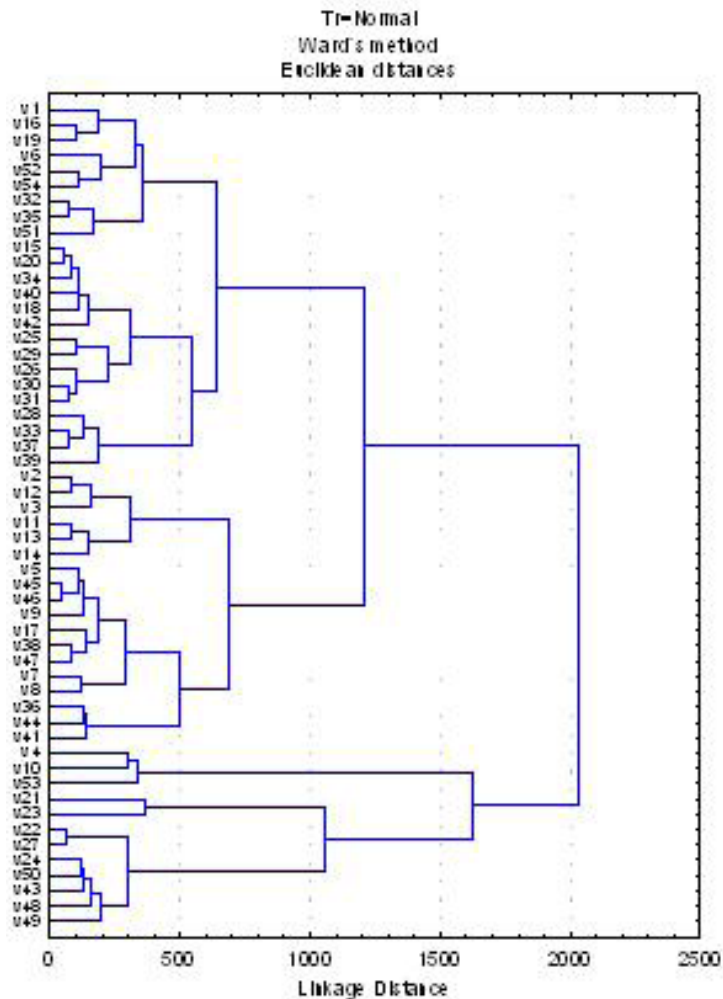 Tr=Normal
Ward's method
Euclidean distances
v1
v16
v19
v6
v52
v54
v32
v35
v51
v15
v20
v34
v40
v18
v42
v25
v29
v26
v30
v31
v28
v33
v37
v39
v2
v12
v3
v11
v13
v14
v5
v45
v46
v9
v17
v38
v47
v7
v8
v36
v44
v41
v4
v10
v53
v21
v23
v22
v27
v24
v50
v43
v48
v49
0 500 1000 1500 2000 2500
Linkage Distance